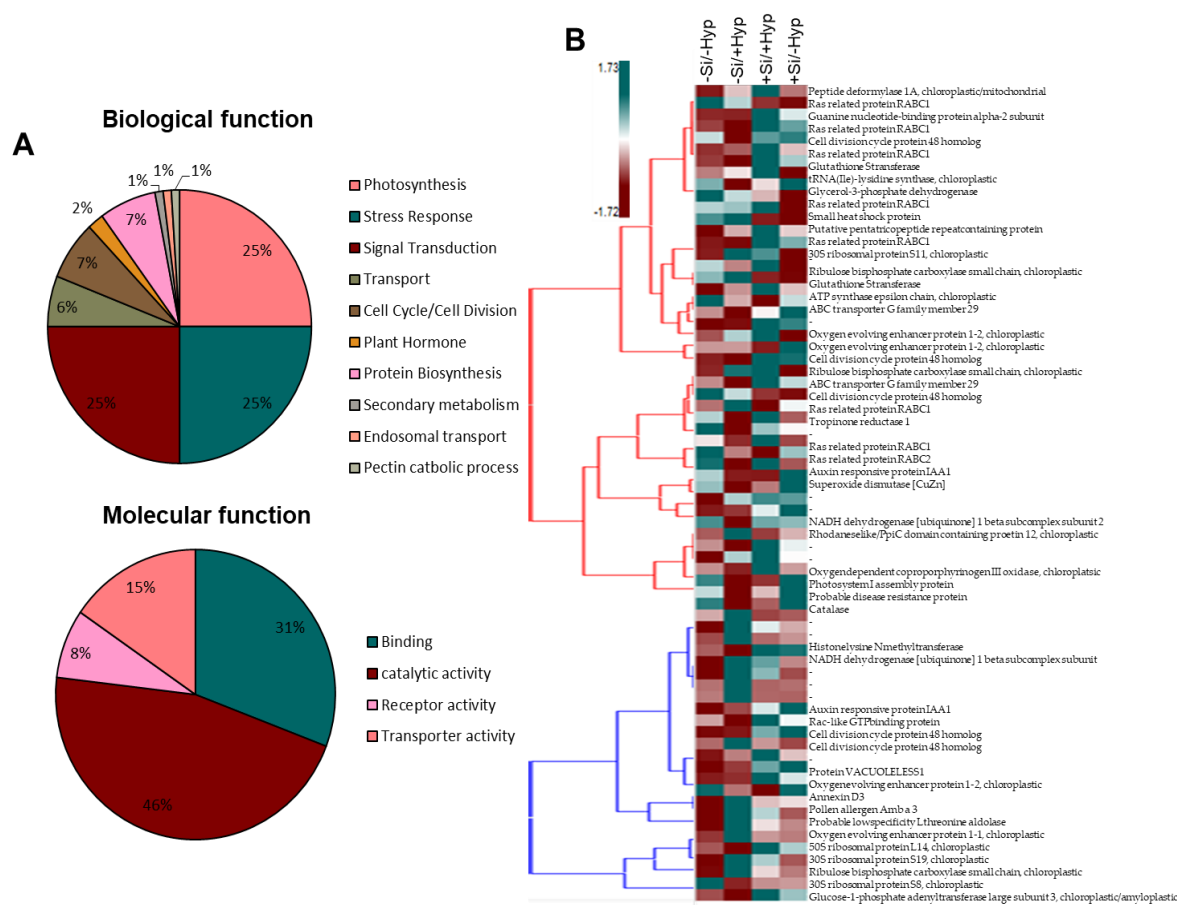 A
Biological function
1%
1%
1%
2%
7%
7%
6%
25%
25%
25%
Photosynthesis
Stress Response
Signal Transduction
Transport
Cell Cycle/Cell Division
Plant Hormone
Protein Biosynthesis
Secondary metabolism
Endosomal transport
Pectin catbolic process
Molecular function
15%
31%
8%
46%
Binding
catalytic activity
Receptor activity
Transporter activity
B
1.73
-1.72
-Si/-Hyp
-Si/+Hyp
+Si/+Hyp
+Si/-Hyp
Peptide deformylase 1A, chloroplastic/mitochondrial
Ras related protein RABC1
Guanine nucleotide-binding protein alpha-2 subunit
Ras related protein RABC1
Cell division cycle protein 48 homolog
Ras related protein RABC1
Glutathione Stransferase
tRNA(Ile)-lysidine synthase, chloroplastic
Glycerol-3-phosphate dehydrogenase
Ras related protein RABC1
Small heat shock protein
Putative pentatricopeptide repeatcontaining protein
Ras related protein RABC1
30S ribosomal protein S11, chloroplastic
Ribulose bisphosphate carboxylase small chain, chloroplastic
Glutathione Stransferase
ATP synthase epsilon chain, chloroplastic
ABC transporter G family member 29
-
Oxygen evolving enhancer protein 1-2, chloroplastic
Oxygen evolving enhancer protein 1-2, chloroplastic
Cell division cycle protein 48 homolog
Ribulose bisphosphate carboxylase small chain, chloroplastic
ABC transporter G family member 29
Cell division cycle protein 48 homolog
Ras related protein RABC1
Tropinone reductase 1
-
Ras related protein RABC1
Ras related protein RABC2
Auxin responsive protein IAA1
Superoxide dismutase [CuZn]
-
-
NADH dehydrogenase [ubiquinone] 1 beta subcomplex subunit 2
Rhodaneselike/PpiC domain containing proetin 12, chloroplastic
-
-
Oxygendependent coproporphyrinogen III oxidase, chloroplatsic
Photosystem I assembly protein
Probable disease resistance protein
Catalase
-
-
Histonelysine Nmethyltransferase
NADH dehydrogenase [ubiquinone] 1 beta subcomplex subunit
-
-
-
Auxin responsive protein IAA1
Rac-like GTPbinding protein
Cell division cycle protein 48 homolog
Cell division cycle protein 48 homolog
-
Protein VACUOLELESS1
Oxygenevolving enhancer protein 1-2, chloroplastic
Annexin D3
Pollen allergen Amb a 3
Probable lowspecificity Lthreonine aldolase
Oxygen evolving enhancer protein 1-1, chloroplastic
50S ribosomal protein L14, chloroplastic
30S ribosomal protein S19, chloroplastic
Ribulose bisphosphate carboxylase small chain, chloroplastic
30S ribosomal protein S8, chloroplastic
Glucose-1-phosphate adenyltransferase large subunit 3, chloroplastic/amyloplastic